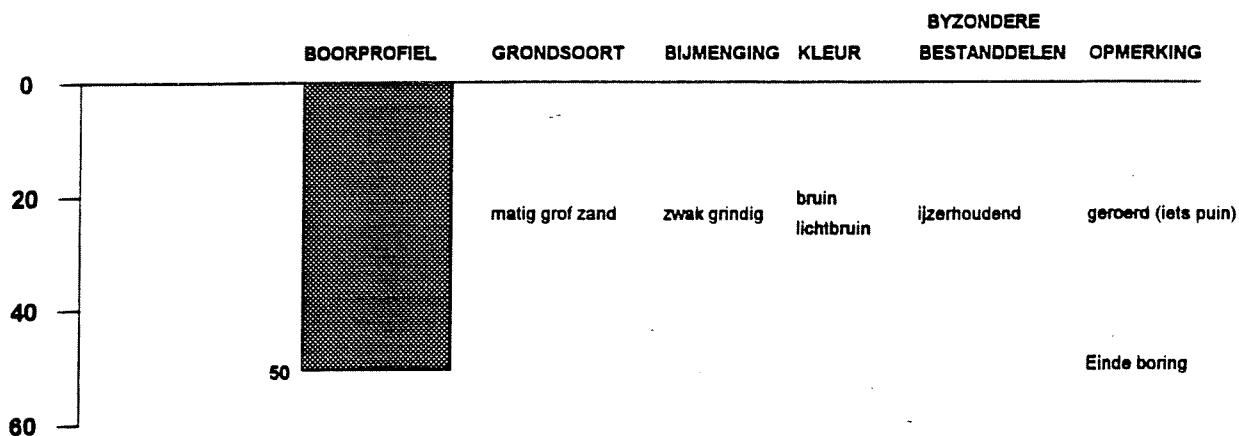 BYZONDERE
BOORPROFIEL GRONDSOORT BIJMENGING KLEUR BESTANDDELEN OPMERKING
0
20 matig grof zand zwak grindig bruin ijzerhoudend geroerd (iets puin)
lichtbruin
40
50 Einde boring
60